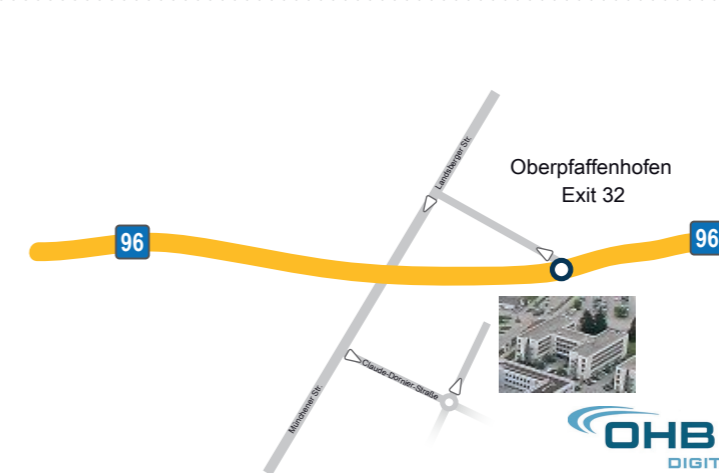 Landsberger Str.
Oberpfaffenhofen
Exit 32
96
96
Claude-Dornier-Straße
Münchener Str.
OHB
DIGIT